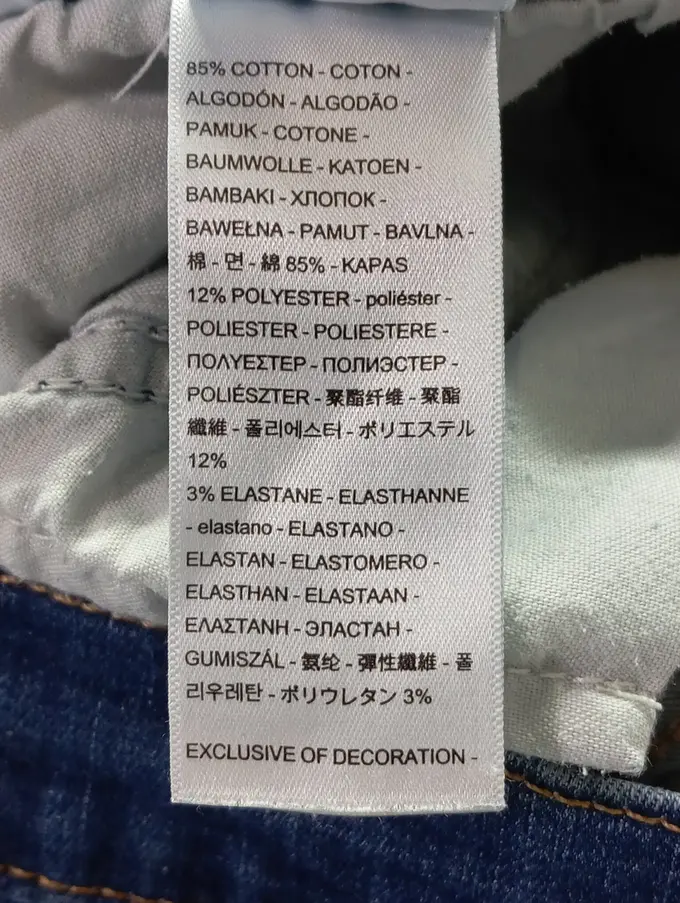 85% COTTON - COTON -
ALGODÓN - ALGODÃO -
PAMUK - COTONE -
BAUMWOLLE - KATOEN -
BAMBAKI - ХЛОПОК -
BAWEŁNA - PAMUT - BAVLNA -
棉 - 면 - 綿 85% - KAPAS
12% POLYESTER - poliéster -
POLIESTER - POLIESTERE -
ΠΟΛΥΕΣΤΕΡ - ПОЛИЭСТЕР -
POLIÉSZTER - 聚酯纤维 - 聚酯
纖維 - 폴리에스터 - ポリエステル
12%
3% ELASTANE - ELASTHANNE
- elastano - ELASTANO -
ELASTAN - ELASTOMERO -
ELASTHAN - ELASTAAN -
ΕΛΑΣΤΑΝΗ - ЭЛАСТАН -
GUMISZÁL - 氨纶 - 彈性纖維 - 폴
리우레탄 - ポリウレタン 3%
EXCLUSIVE OF DECORATION -